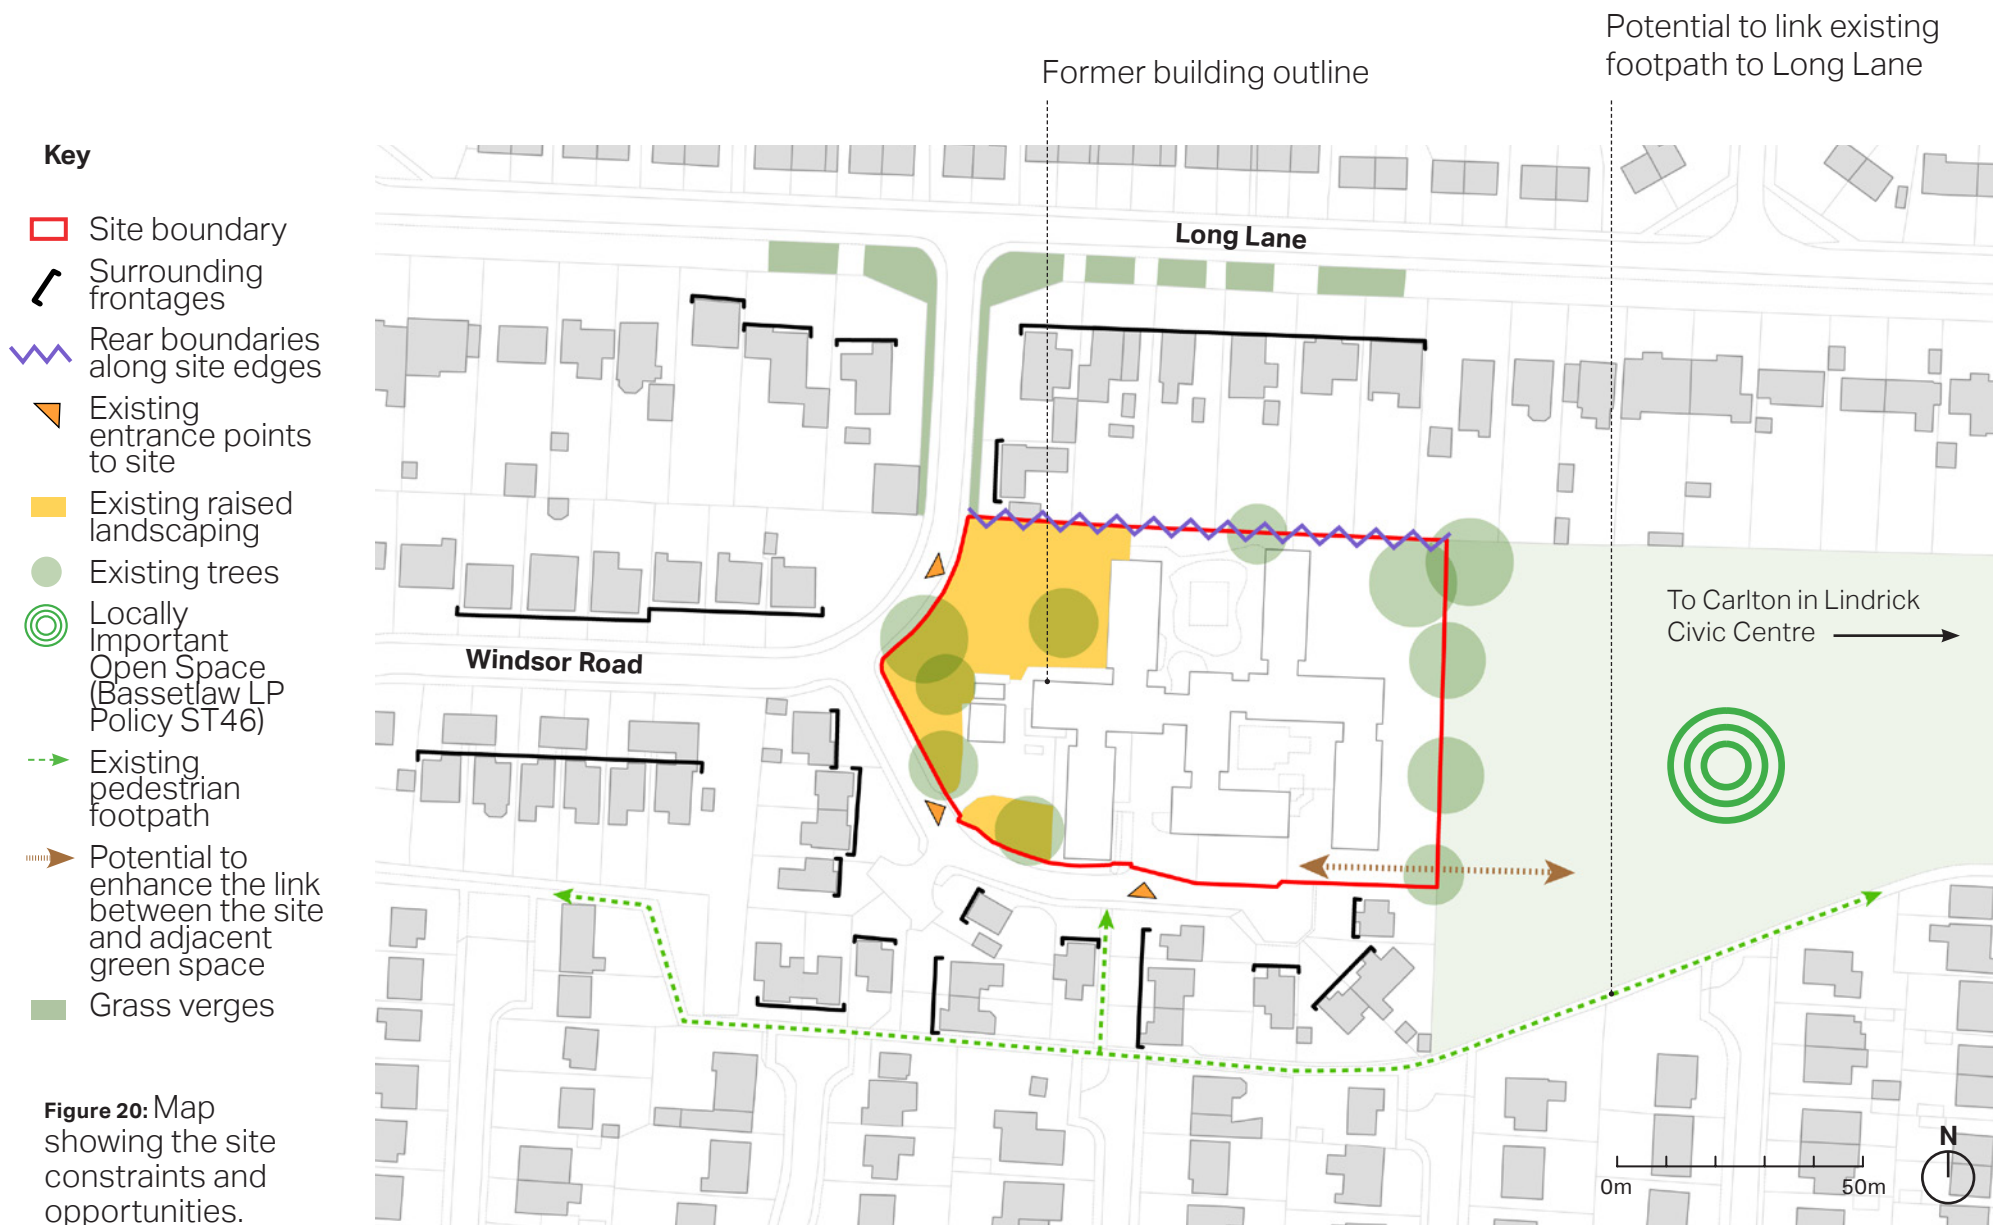 Potential to link existing
footpath to Long Lane
Former building outline
Key
Site boundary
Surrounding
frontages
Rear boundaries
along site edges
Existing
entrance points
to site
Existing raised
landscaping
Existing trees
Locally
Important
Open Space
(Bassetlaw LP
Policy ST46)
Existing
pedestrian
footpath
Potential to
enhance the link
between the site
and adjacent
green space
Grass verges
Figure 20: Map
showing the site
constraints and
opportunities.
Long Lane
Windsor Road
To Carlton in Lindrick
Civic Centre
N
0m
50m